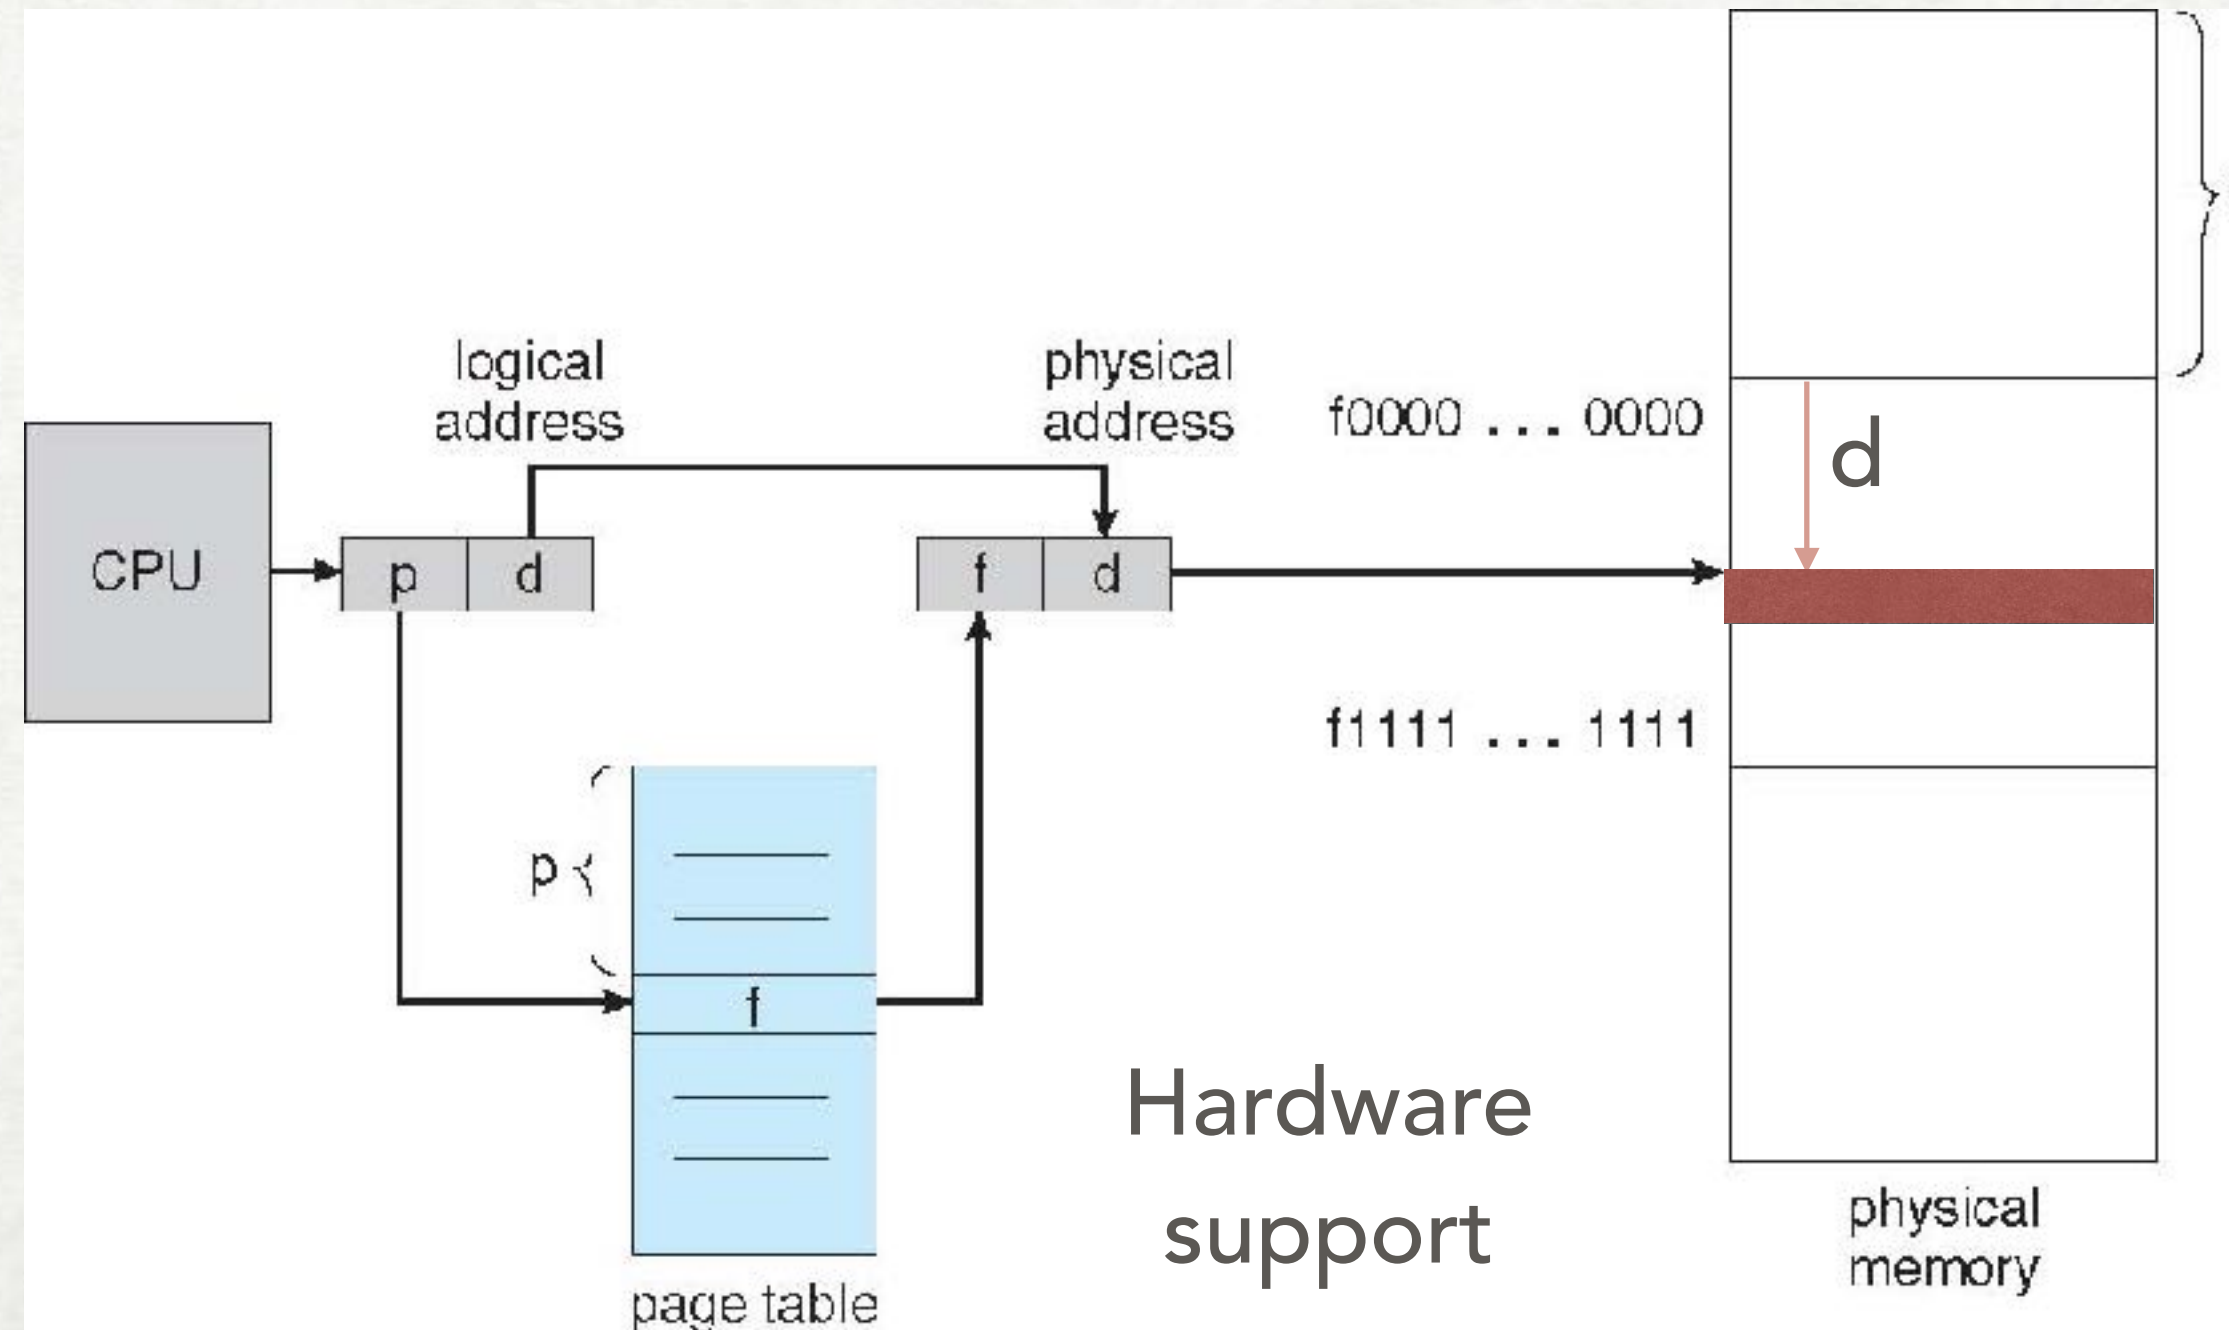 logical
address
physical
address
f0000 ... 0000
d
CPU
p d
f d
f1111 ... 1111
p
f
Hardware
support
page table
physical
memory